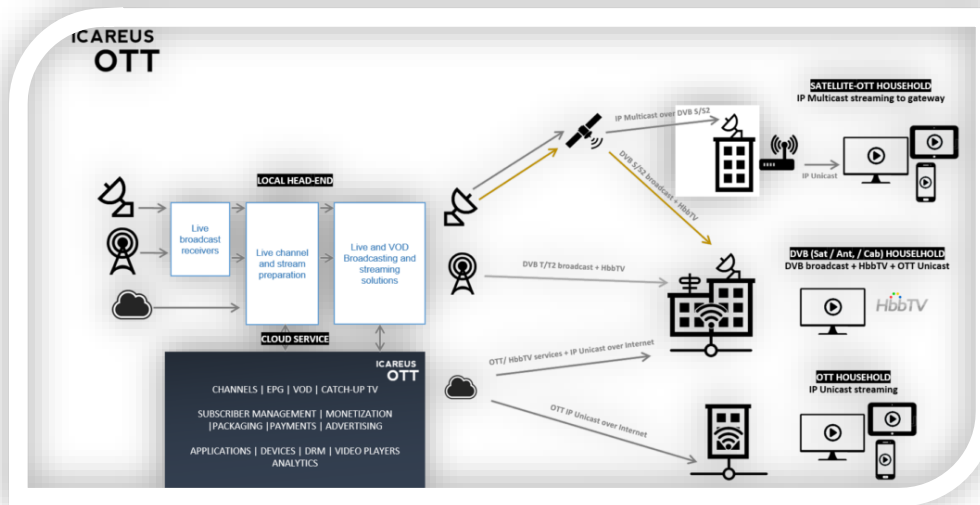 ICAREUS
OTT
SATELLITE-OTT HOUSEHOLD
IP Multicast streaming to gateway
IP Multicast over DVB S/S2
IP Unicast
DVB S/S2 broadcast + HbbTV
LOCAL HEAD-END
Live
broadcast
receivers
Live channel
and stream
preparation
Live and VOD
Broadcasting and
streaming
solutions
DVB T/T2 broadcast + HbbTV
DVB (Sat / Ant, / Cab) HOUSELHOLD
DVB broadcast + HbbTV + OTT Unicast
HbbTV
CLOUD SERVICE
ICAREUS
OTT
CHANNELS | EPG | VOD | CATCH-UP TV
SUBSCRIBER MANAGEMENT | MONETIZATION
|PACKAGING |PAYMENTS | ADVERTISING
APPLICATIONS | DEVICES | DRM | VIDEO PLAYERS
ANALYTICS
OTT/ HbbTV services + IP Unicast over Internet
OTT IP Unicast over Internet
OTT HOUSEHOLD
IP Unicast streaming